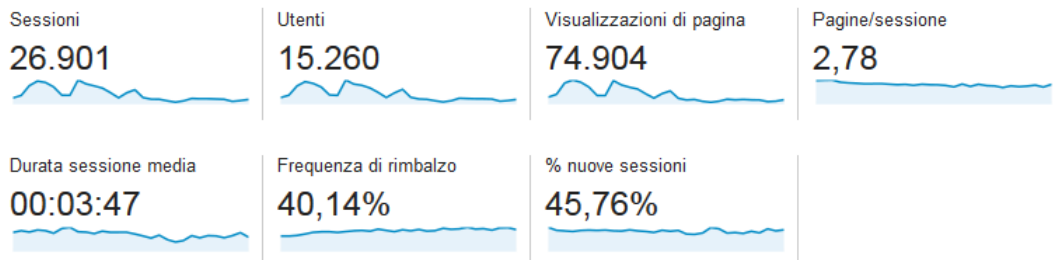 Sessioni
26.901
Utenti
15.260
Visualizzazioni di pagina
74.904
Pagine/sessione
2,78
Durata sessione media
00:03:47
Frequenza di rimbalzo
40,14%
% nuove sessioni
45,76%